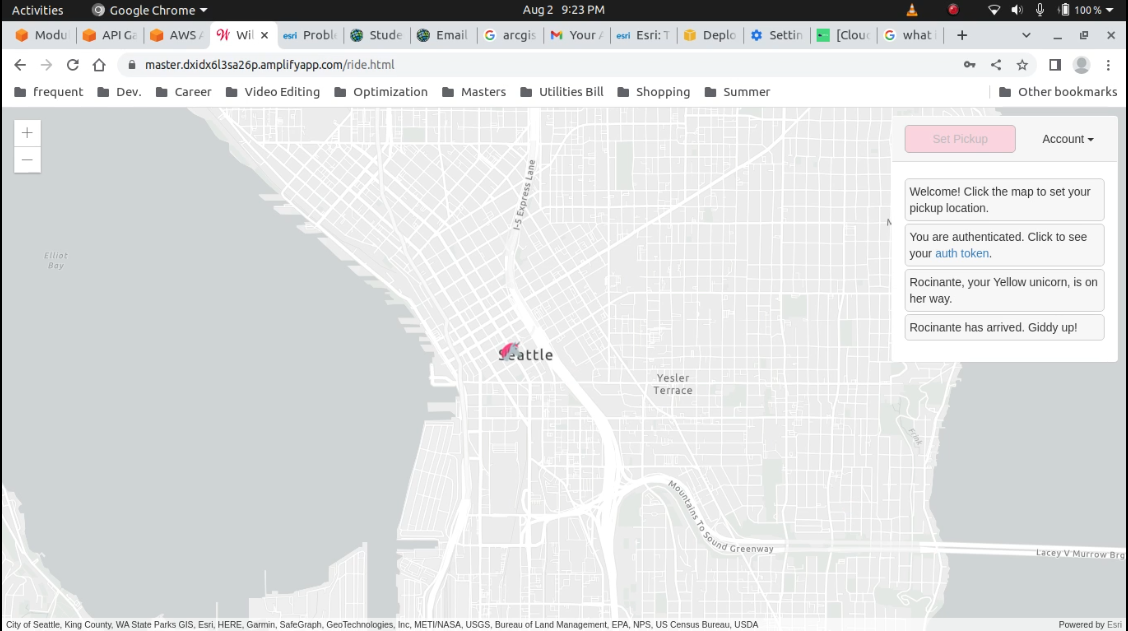 Activities Google Chrome Aug 2 9:23 PM 100 %
Modu API Ga AWS A Wil esri Proble Stude Email arcgis Your A esri Esri: T Deplo Settin [Clouc what i
master.dxidx6l3sa26p.amplifyapp.com/ride.html
frequent Dev. Career Video Editing Optimization Masters Utilities Bill Shopping Summer Other bookmarks
+
−
Set Pickup Account
Welcome! Click the map to set your
pickup location.
You are authenticated. Click to see
your auth token.
Rocinante, your Yellow unicorn, is on
her way.
Rocinante has arrived. Giddy up!
I-5 Express Lane
Elliot
Bay
Seattle
Yesler
Terrace
Mountains To Sound Greenway
Lacey V Murrow Bro
City of Seattle, King County, WA State Parks GIS, Esri, HERE, Garmin, SafeGraph, GeoTechnologies, Inc, METI/NASA, USGS, Bureau of Land Management, EPA, NPS, US Census Bureau, USDA
Powered by Esri